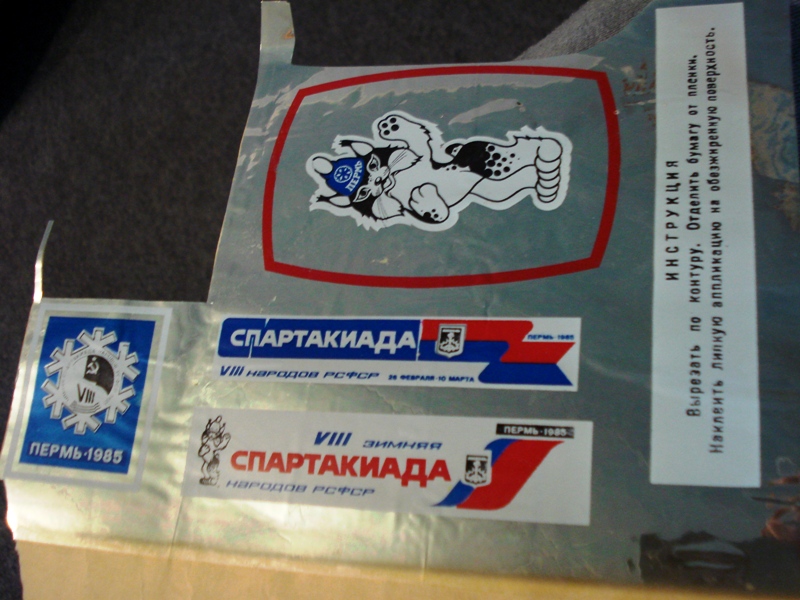 ПЕРМЬ
ИНСТРУКЦИЯ
Вырезать по контуру. Отделить бумагу от пленки.
Наклеить липкую аппликацию на обезжиренную поверхность.
VIII
ПЕРМЬ·1985
СПАРТАКИАДА
ПЕРМЬ·1985
VIII НАРОДОВ РСФСР 28 ФЕВРАЛЯ·10 МАРТА
ПЕРМЬ·1985
VIII ЗИМНЯЯ
СПАРТАКИАДА
НАРОДОВ РСФСР